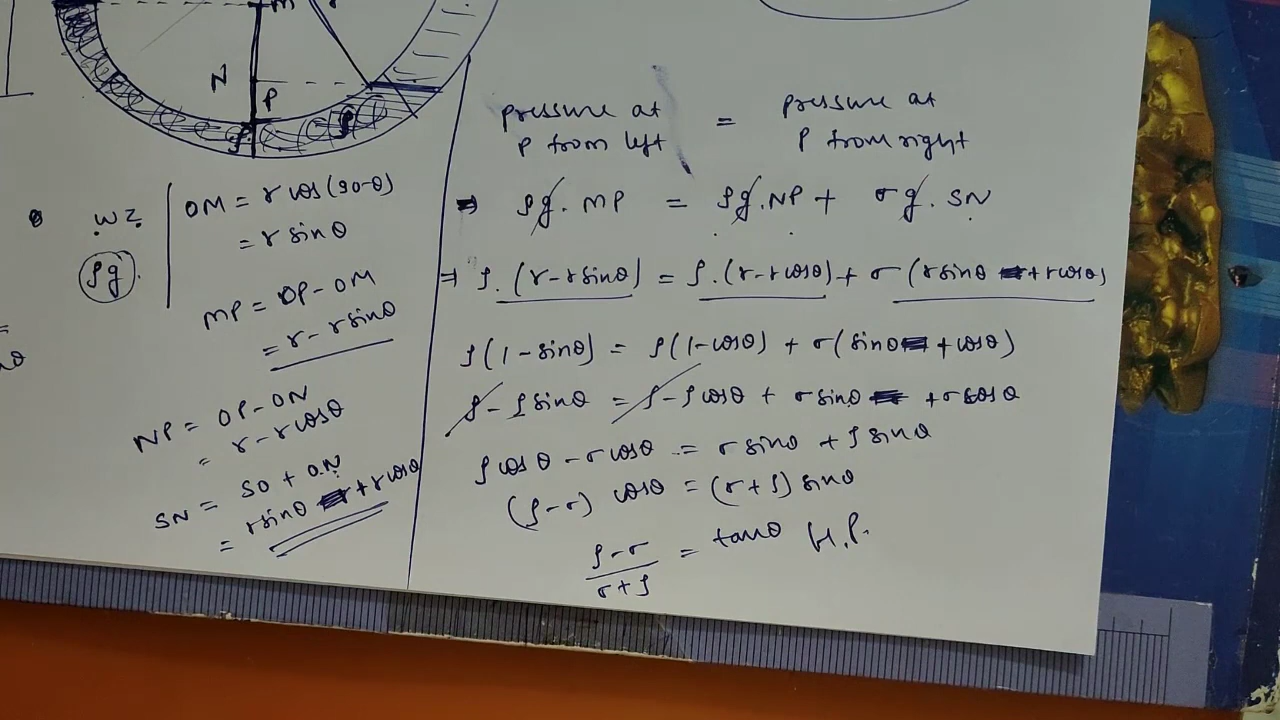 M
N
P
ρ
wz
ρg.
OM = r cos(90-θ)
= r sinθ
MP = OP - OM
= r - r sinθ
NP = OP - ON
= r - r cosθ
SN = SO + ON
= r sinθ + r cosθ
pressure at P from left = pressure at P from right
⇒ ρg. MP = ρg.NP + σg. SN
⇒ ρ.(r-r sinθ) = ρ.(r-r cosθ) + σ(r sinθ + r cosθ)
ρ(1-sinθ) = ρ(1-cosθ) + σ(sinθ + cosθ)
ρ - ρ sinθ = ρ - ρ cosθ + σ sinθ + σ cosθ
ρ cosθ - σ cosθ = σ sinθ + ρ sinθ
(ρ-σ) cosθ = (σ+ρ) sinθ
ρ-σ / σ+ρ = tanθ H.P.